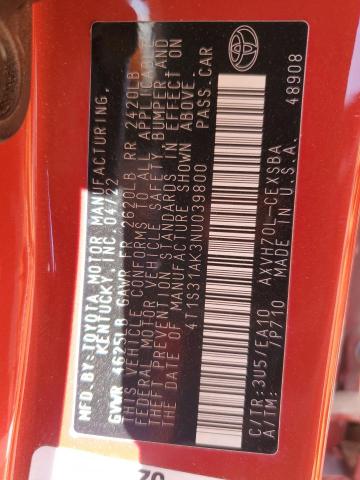 MFD.BY:TOYOTA MOTOR MANUFACTURING,
KENTUCKY, INC 04/22
GVWR 4625LB GAWR FR 2620LB RR 2420LB
THIS VEHICLE CONFORMS TO ALL APPLICABLE
FEDERAL MOTOR VEHICLE SAFETY, BUMPER AND
THEFT PREVENTION STANDARDS IN EFFECT ON
THE DATE OF MANUFACTURE SHOWN ABOVE.
4T1S31AK3NU039800 PASS.CAR
C/TR:3U5/EA10 AXVH70L-CEXSBA
A/TM: /P710 MADE IN U.S.A. 48908